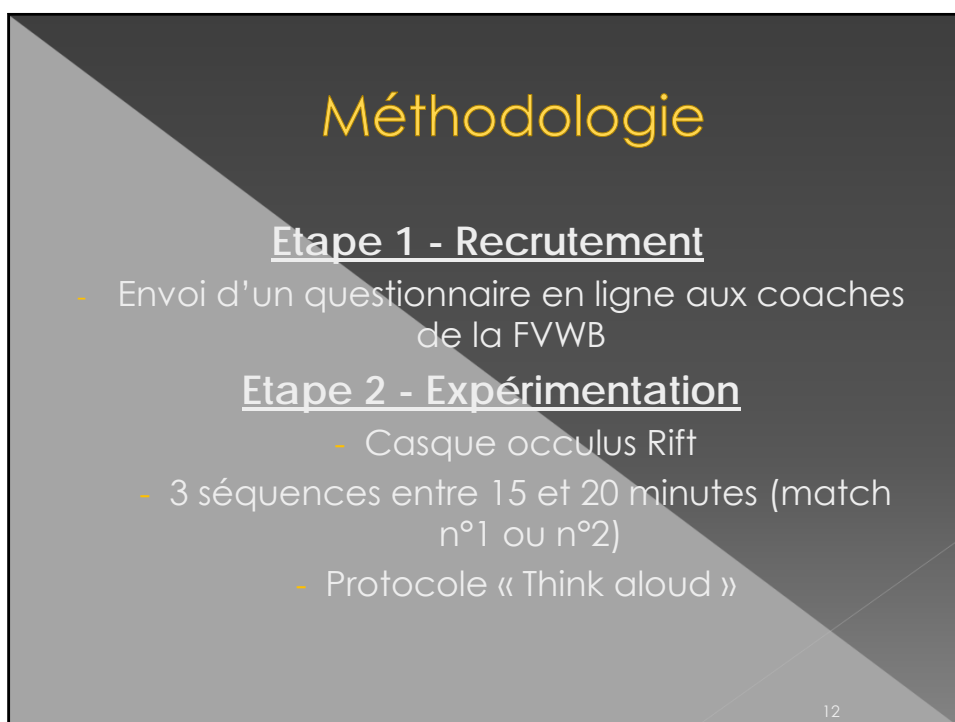 Méthodologie
Etape 1 - Recrutement
- Envoi d’un questionnaire en ligne aux coaches
de la FVWB
Etape 2 - Expérimentation
- Casque occulus Rift
- 3 séquences entre 15 et 20 minutes (match
n°1 ou n°2)
- Protocole « Think aloud »
12